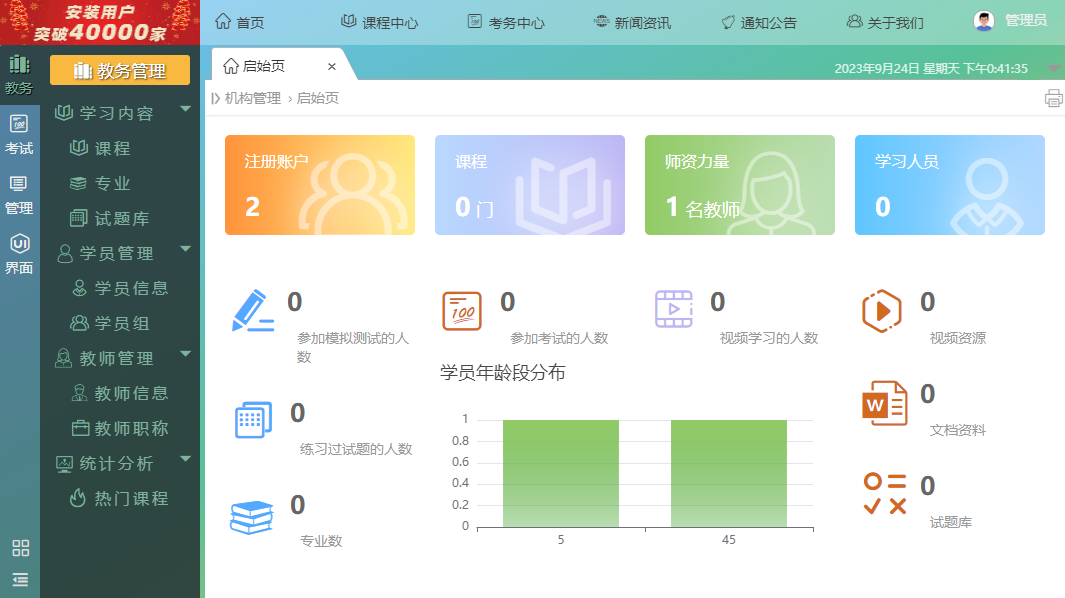 安装用户
突破40000家
首页
课程中心
考务中心
新闻资讯
通知公告
关于我们
管理员
教务
考试
管理
界面
教务管理
学习内容
课程
专业
试题库
学员管理
学员信息
学员组
教师管理
教师信息
教师职称
统计分析
热门课程
启始页 ×
2023年9月24日 星期天 下午0:41:35
机构管理 › 启始页
注册账户
2
课程
0 门
师资力量
1 名教师
学习人员
0
0
参加模拟测试的人数
0
参加考试的人数
0
视频学习的人数
0
视频资源
0
练习过试题的人数
0
专业数
学员年龄段分布
1
0.8
0.6
0.4
0.2
0
5
45
0
文档资料
0
试题库
UI
100
W